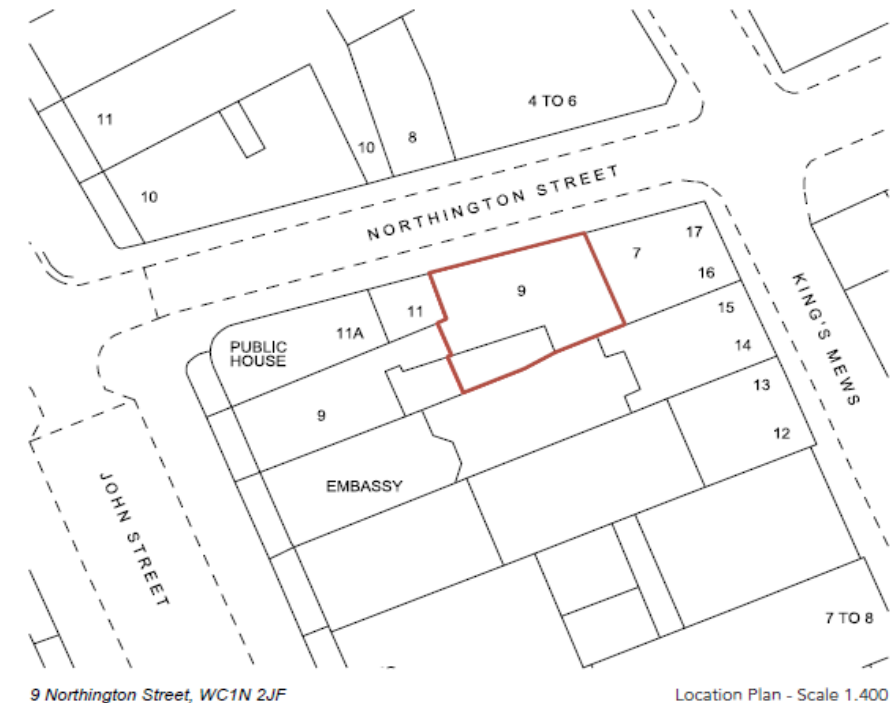 4 TO 6
11
8
10
10
NORTHINGTON STREET
17
7
16
9
KING'S MEWS
11
15
11A
PUBLIC
HOUSE
14
13
9
12
EMBASSY
JOHN STREET
7 TO 8
9 Northington Street, WC1N 2JF
Location Plan - Scale 1.400